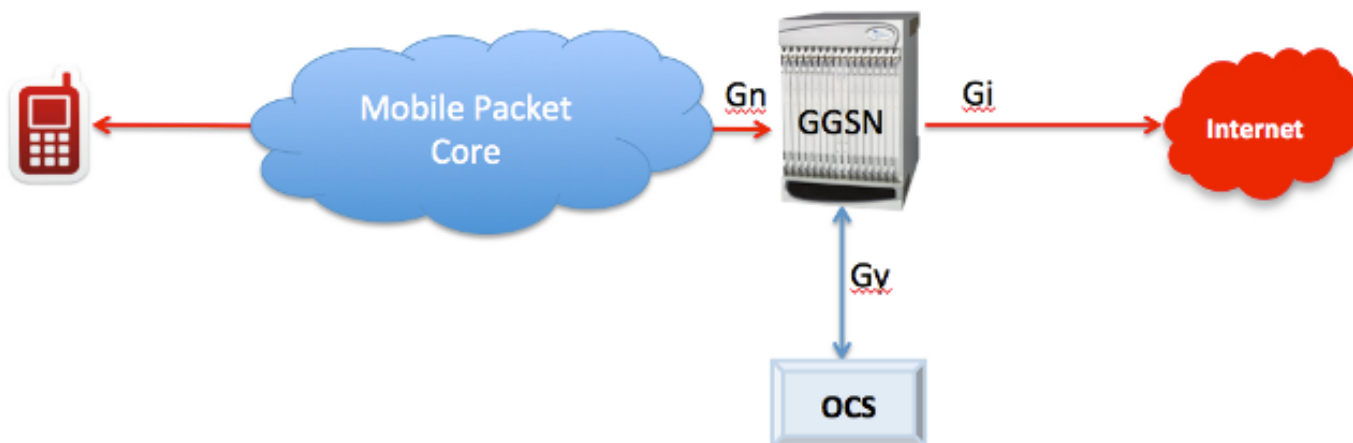 Mobile Packet
Core
Gn
GGSN
Gi
Internet
Gy
OCS